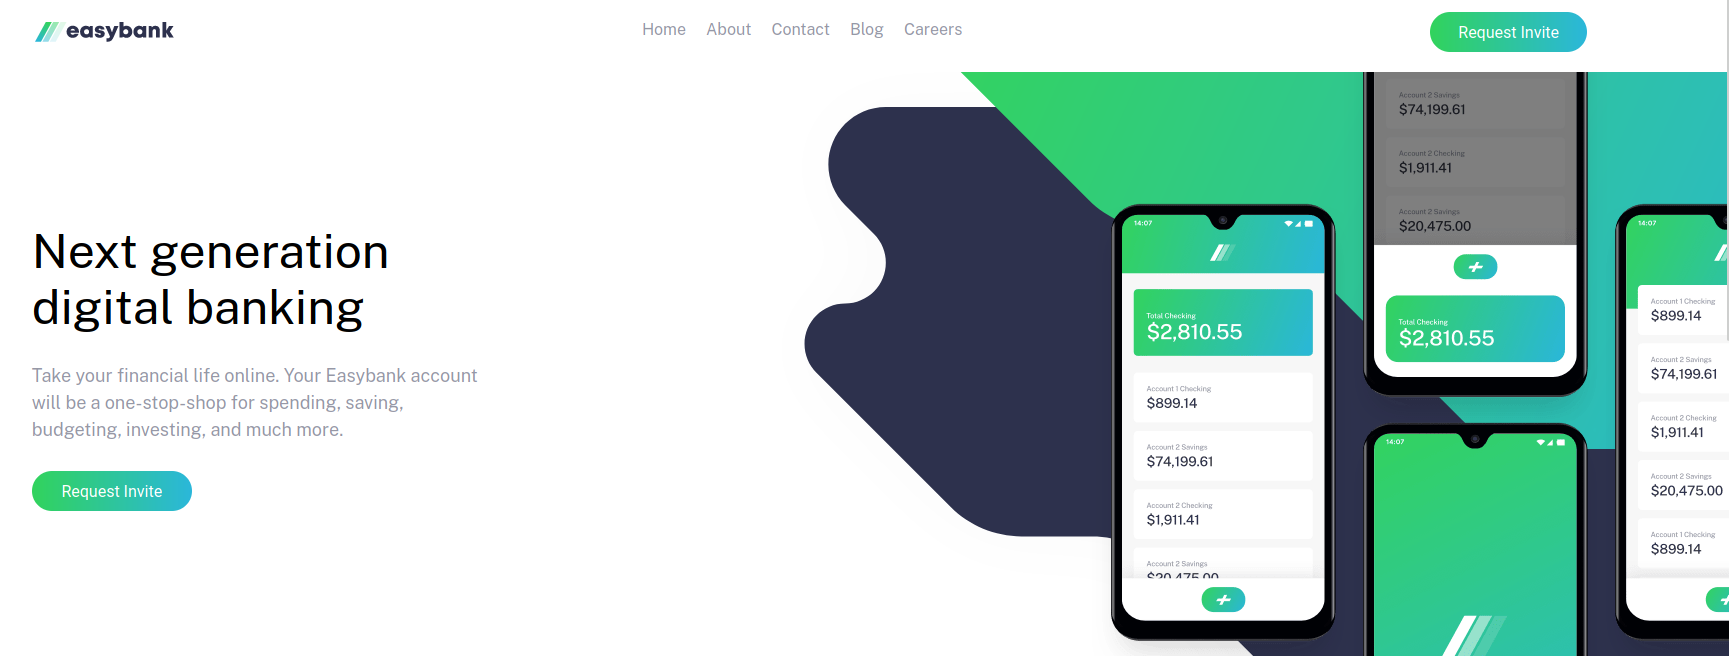 easybank
Home About Contact Blog Careers
Request Invite
Next generation
digital banking
Take your financial life online. Your Easybank account
will be a one-stop-shop for spending, saving,
budgeting, investing, and much more.
Request Invite
14:07
Total Checking
$2,810.55
Account 1 Checking
$899.14
Account 2 Savings
$74,199.61
Account 2 Checking
$1,911.41
Account 2 Savings
$20,475.00
Account 2 Savings
$74,199.61
Account 2 Checking
$1,911.41
Account 2 Savings
$20,475.00
Total Checking
$2,810.55
14:07
14:07
Account 1 Checking
$899.14
Account 2 Savings
$74,199.61
Account 2 Checking
$1,911.41
Account 2 Savings
$20,475.00
Account 1 Checking
$899.14